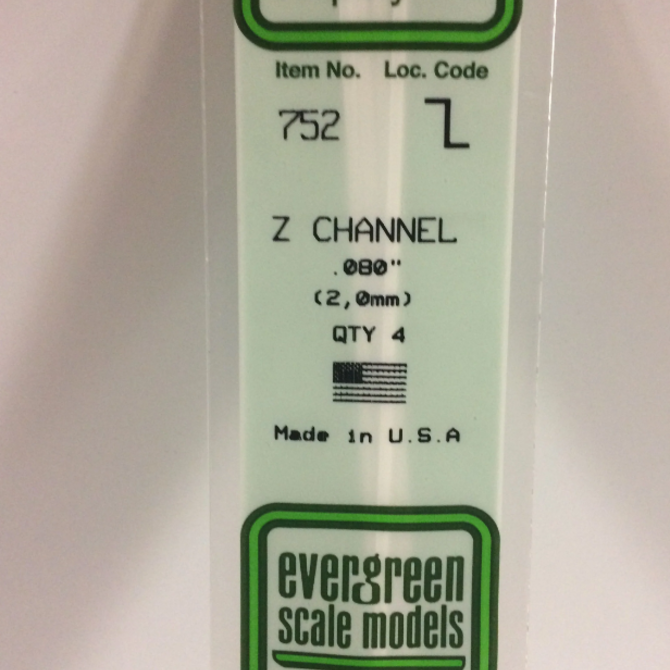 Item No. Loc. Code
752
Z CHANNEL
.080"
(2,0mm)
QTY 4
Made in U.S.A
evergreen
scale models